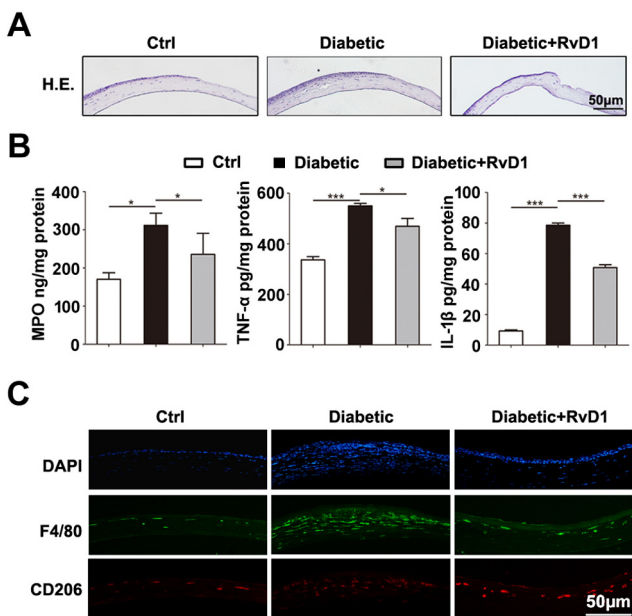 A
Ctrl Diabetic Diabetic+RvD1
H.E.
50μm
B
Ctrl Diabetic Diabetic+RvD1
MPO ng/mg protein
400
300
200
100
0
* *
TNF-α pg/mg protein
600
400
200
0
*** *
IL-1β pg/mg protein
100
80
60
40
20
0
*** ***
C
Ctrl Diabetic Diabetic+RvD1
DAPI
F4/80
CD206
50μm